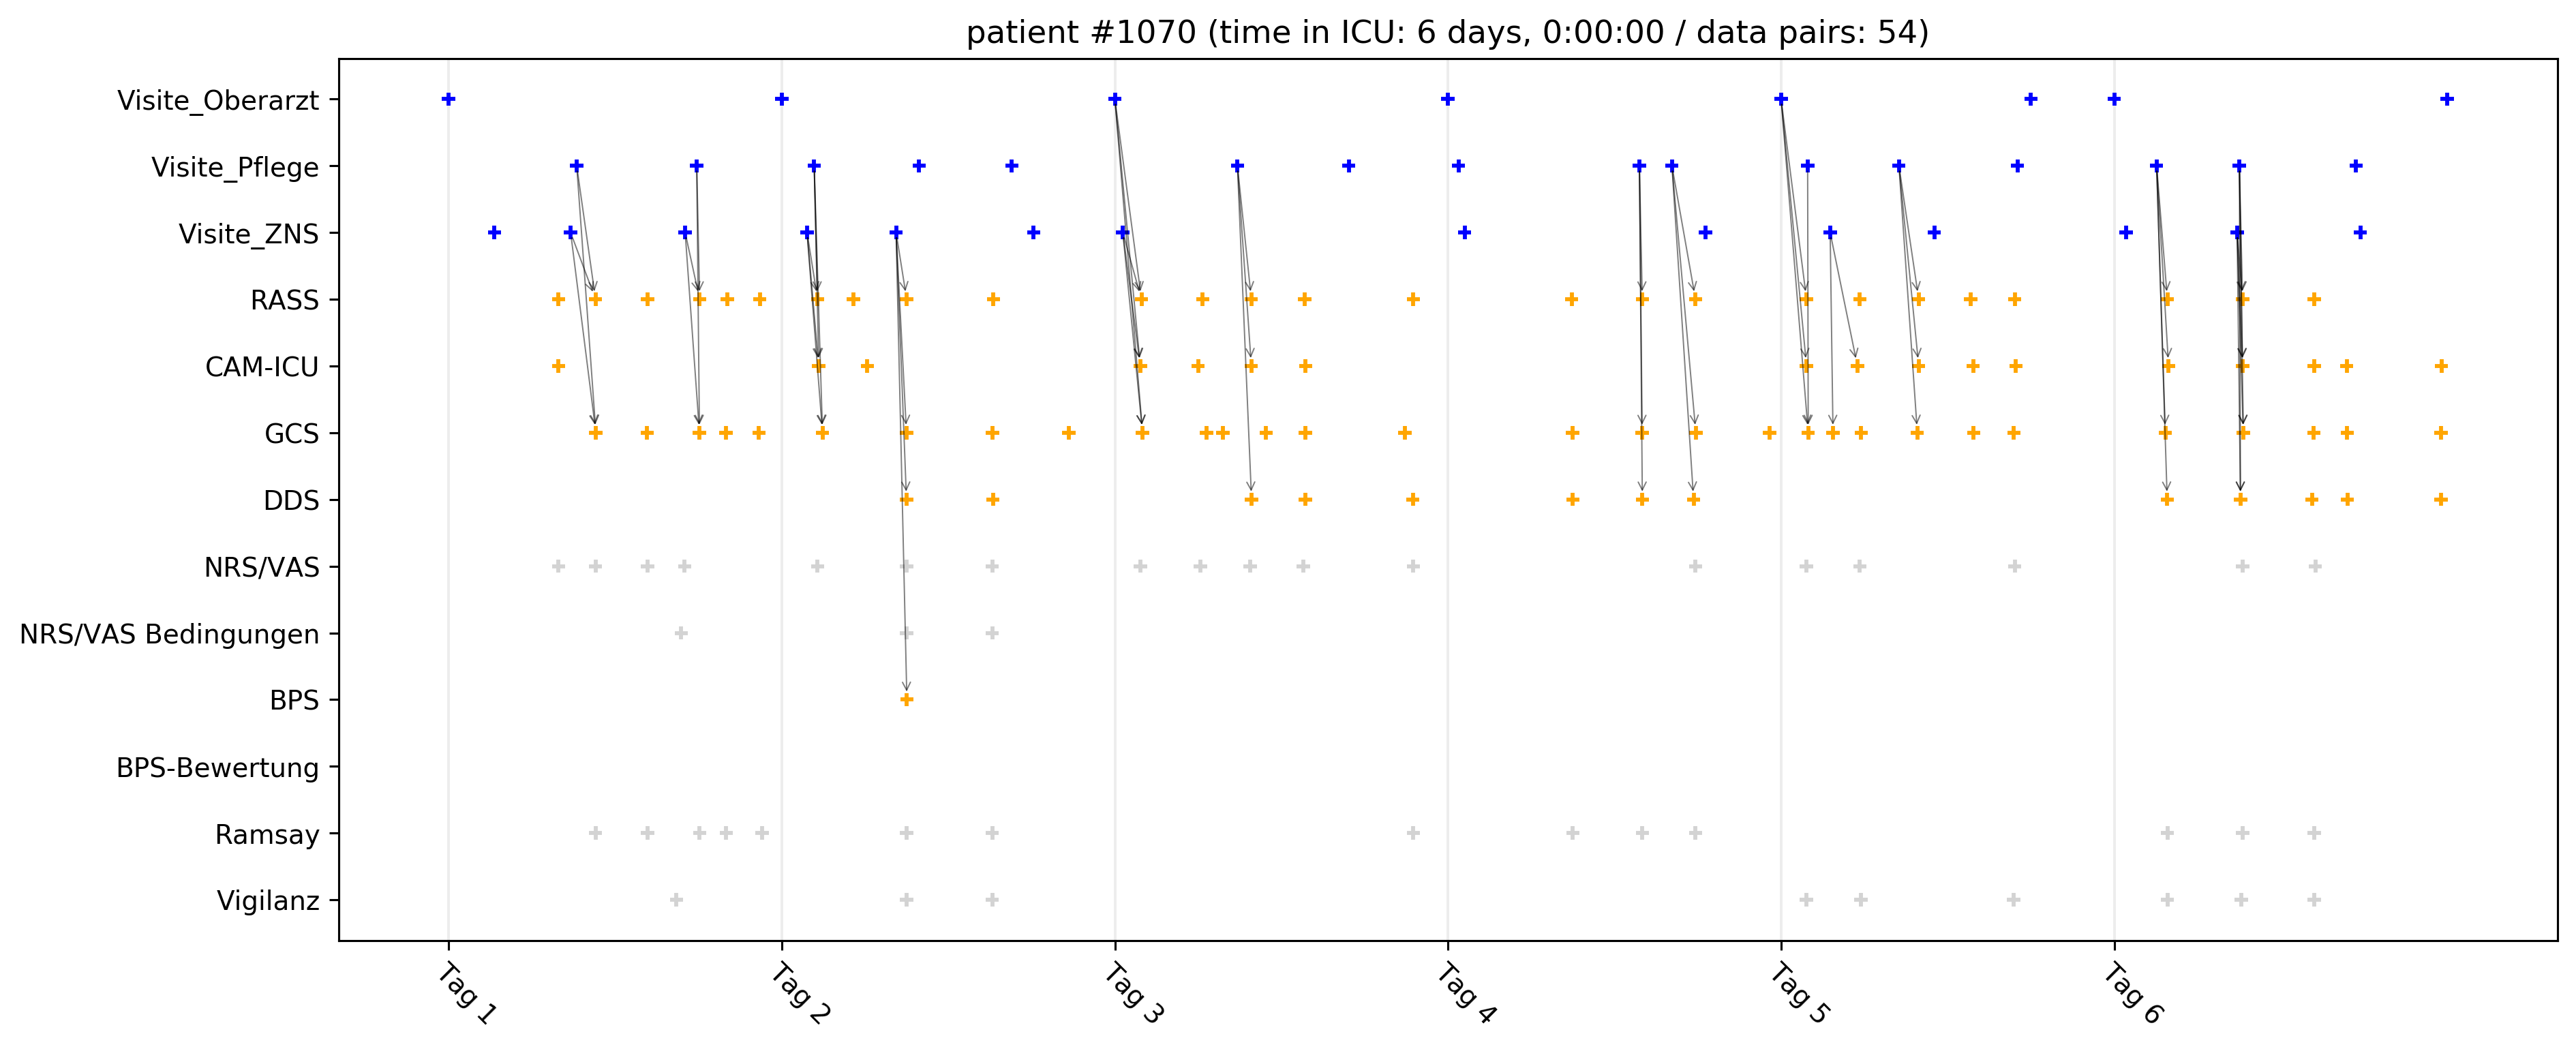 patient #1070 (time in ICU: 6 days, 0:00:00 / data pairs: 54)
Visite_Oberarzt
Visite_Pflege
Visite_ZNS
RASS
CAM-ICU
GCS
DDS
NRS/VAS
NRS/VAS Bedingungen
BPS
BPS-Bewertung
Ramsay
Vigilanz
Tag 1
Tag 2
Tag 3
Tag 4
Tag 5
Tag 6